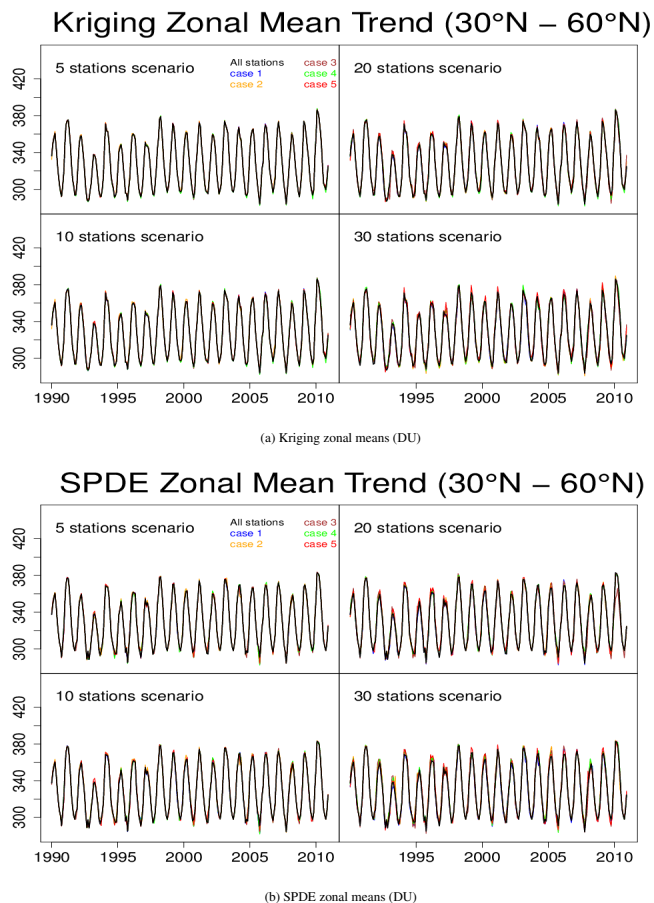 Kriging Zonal Mean Trend (30°N – 60°N)
5 stations scenario
All stations
case 1
case 2
case 3
case 4
case 5
20 stations scenario
300 340 380 420
10 stations scenario
30 stations scenario
300 340 380 420
1990 1995 2000 2005 2010
1995 2000 2005 2010
(a) Kriging zonal means (DU)
SPDE Zonal Mean Trend (30°N – 60°N)
5 stations scenario
All stations
case 1
case 2
case 3
case 4
case 5
20 stations scenario
300 340 380 420
10 stations scenario
30 stations scenario
300 340 380 420
1990 1995 2000 2005 2010
1995 2000 2005 2010
(b) SPDE zonal means (DU)